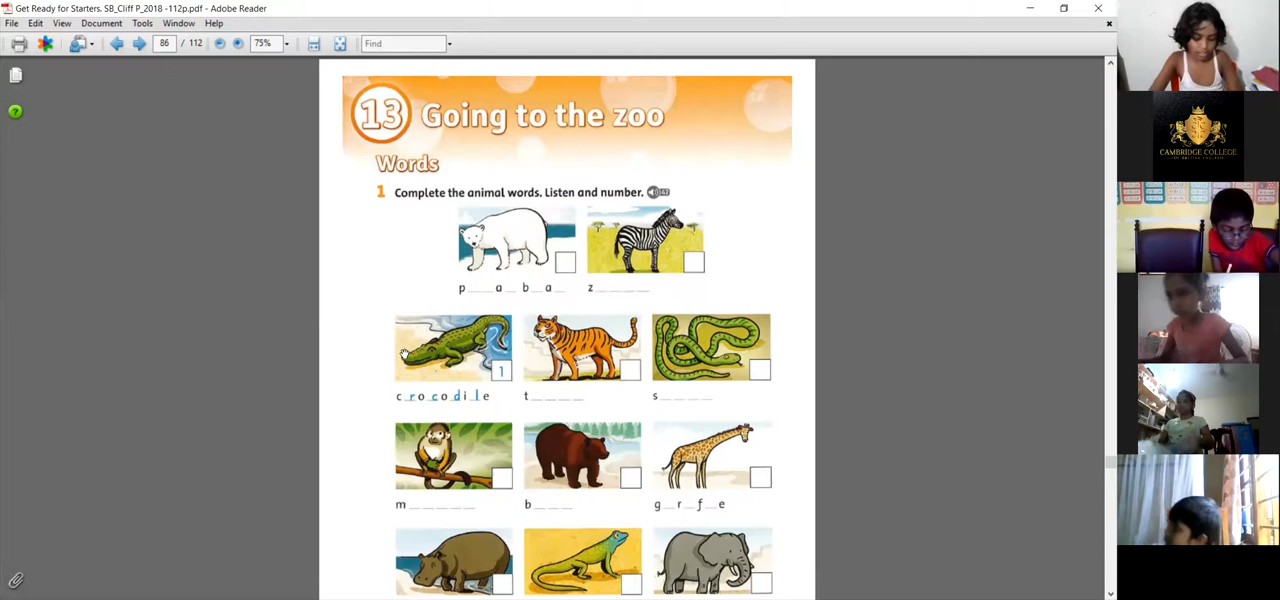 Get Ready for Starters. SB_Cliff P_2018 -112p.pdf - Adobe Reader
File Edit View Document Tools Window Help
86 / 112 75% Find
13 Going to the zoo
Words
1 Complete the animal words. Listen and number.
p _ _ a _ b _ a _
z _ _ _ _
1
c r o c o d i l e
t _ _ _ _
s _ _ _ _
m _ _ _ _ _
b _ _ _
g _ r _ f _ e
CAMBRIDGE COLLEGE